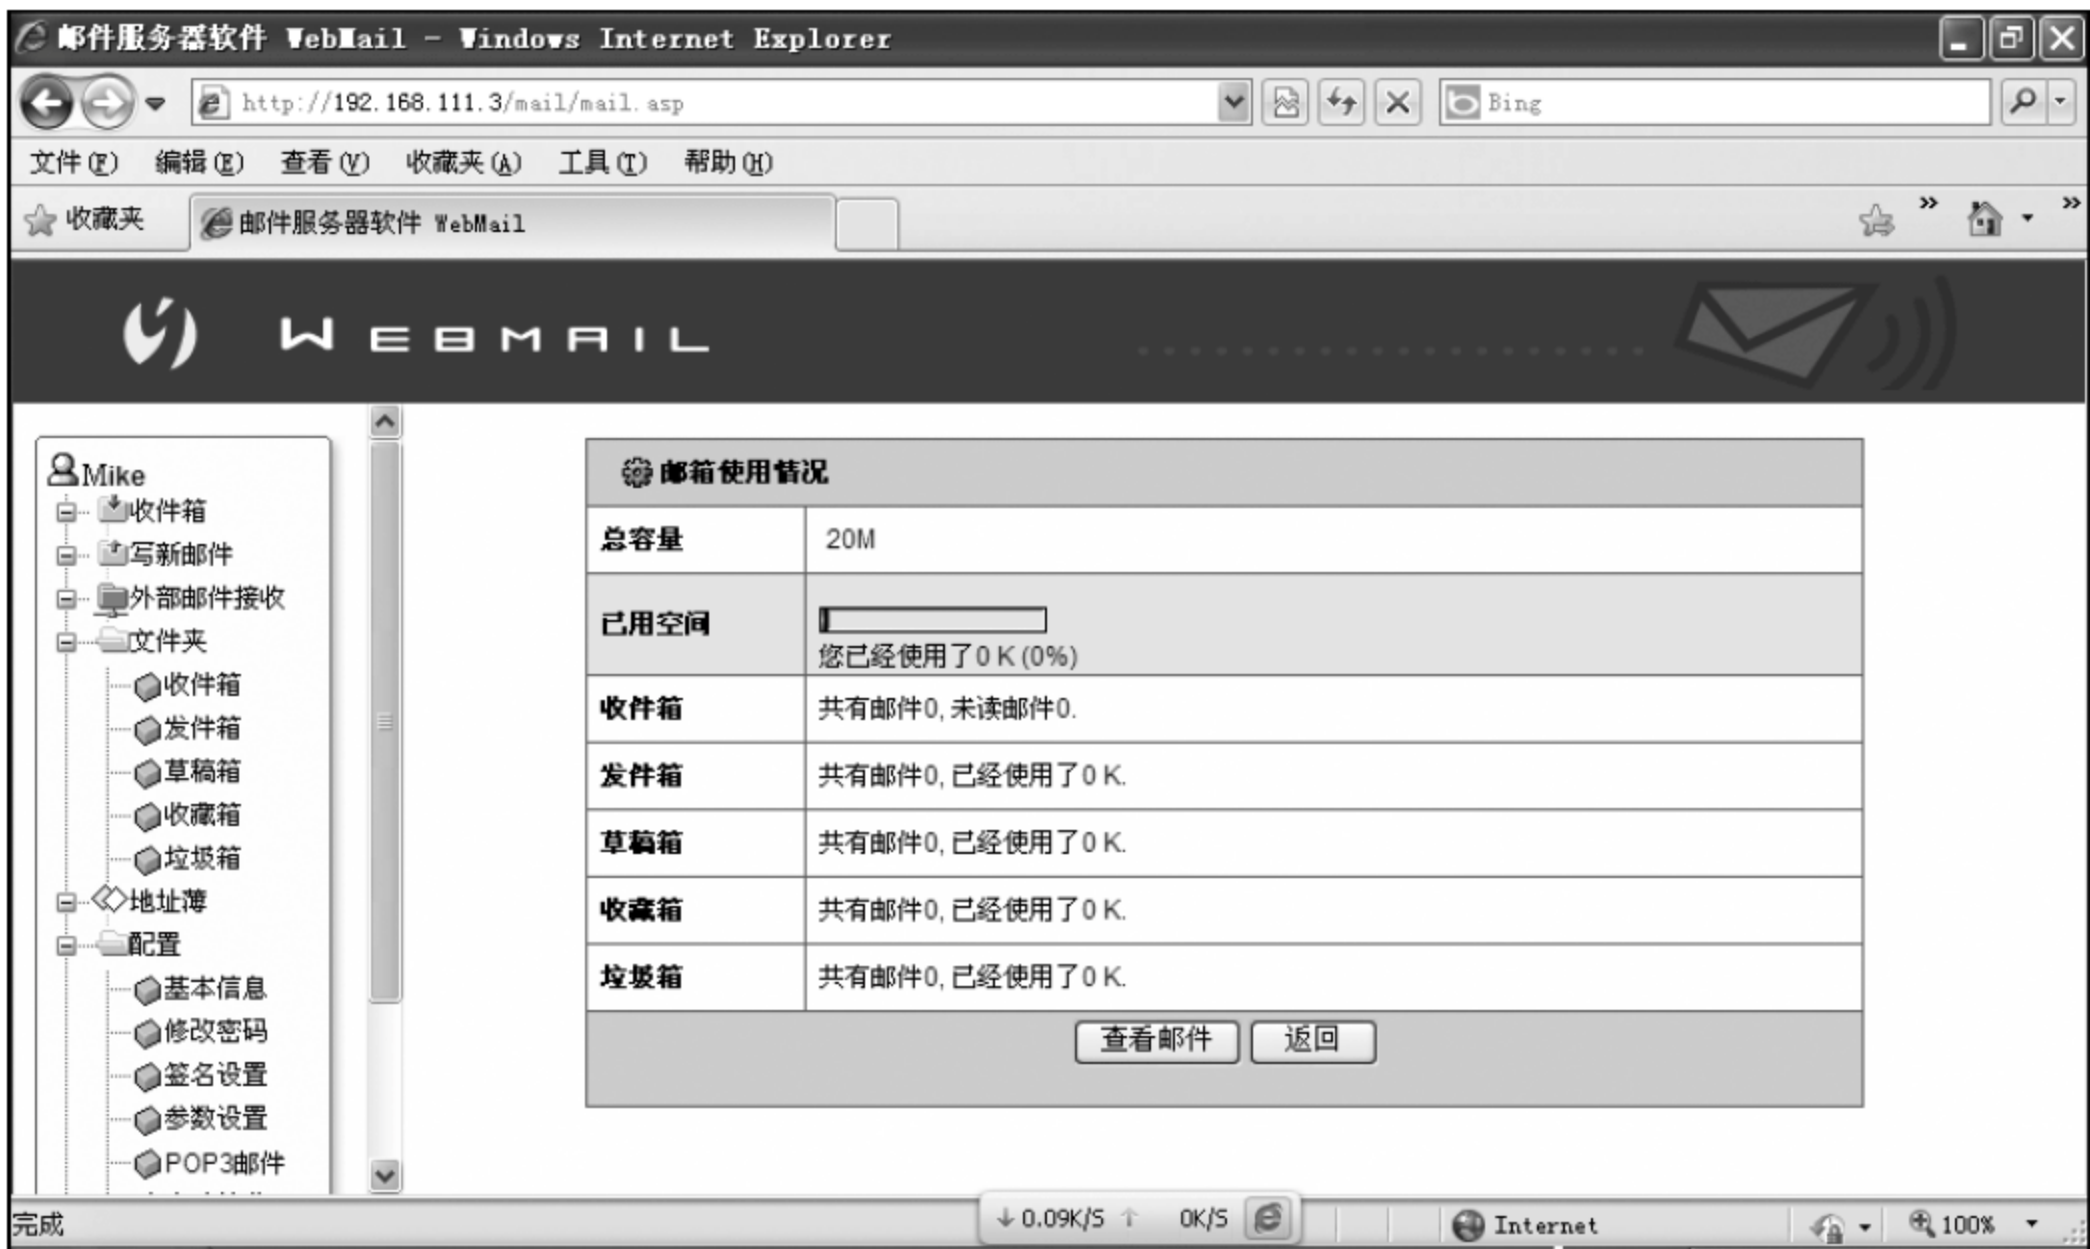 邮件服务器软件 WebMail - Windows Internet Explorer
http://192.168.111.3/mail/mail.asp
Bing
文件(F) 编辑(E) 查看(V) 收藏夹(A) 工具(T) 帮助(H)
收藏夹 邮件服务器软件 WebMail
WEBMAIL
Mike
收件箱
写新邮件
外部邮件接收
文件夹
收件箱
发件箱
草稿箱
收藏箱
垃圾箱
地址薄
配置
基本信息
修改密码
签名设置
参数设置
POP3邮件
邮箱使用情况
总容量 20M
已用空间
您已经使用了0 K (0%)
收件箱 共有邮件0, 未读邮件0.
发件箱 共有邮件0, 已经使用了0 K.
草稿箱 共有邮件0, 已经使用了0 K.
收藏箱 共有邮件0, 已经使用了0 K.
垃圾箱 共有邮件0, 已经使用了0 K.
查看邮件 返回
完成 ↓ 0.09K/S ↑ 0K/S Internet 100%